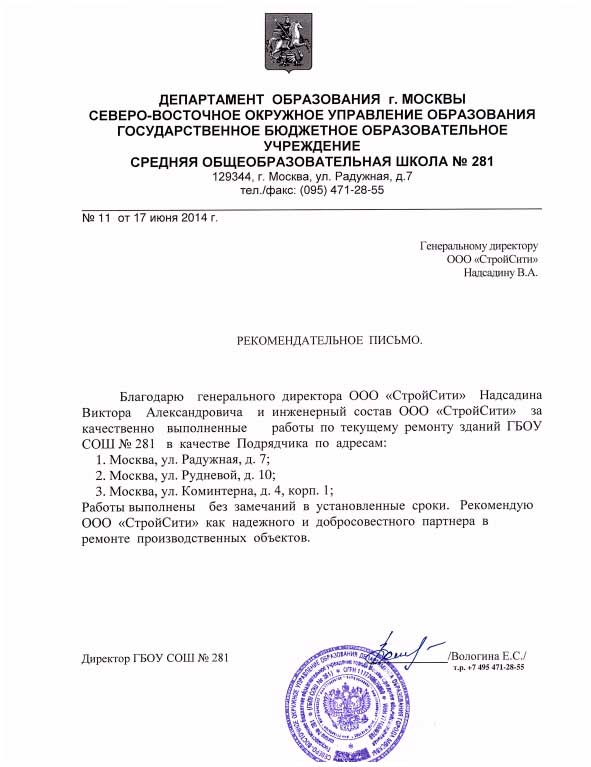 ДЕПАРТАМЕНТ ОБРАЗОВАНИЯ г. МОСКВЫ
СЕВЕРО-ВОСТОЧНОЕ ОКРУЖНОЕ УПРАВЛЕНИЕ ОБРАЗОВАНИЯ
ГОСУДАРСТВЕННОЕ БЮДЖЕТНОЕ ОБРАЗОВАТЕЛЬНОЕ
УЧРЕЖДЕНИЕ
СРЕДНЯЯ ОБЩЕОБРАЗОВАТЕЛЬНАЯ ШКОЛА № 281
129344, г. Москва, ул. Радужная, д.7
тел./факс: (095) 471-28-55
№ 11 от 17 июня 2014 г.
Генеральному директору
ООО «СтройСити»
Надсадину В.А.
РЕКОМЕНДАТЕЛЬНОЕ ПИСЬМО.
Благодарю генерального директора ООО «СтройСити» Надсадина
Виктора Александровича и инженерный состав ООО «СтройСити» за
качественно выполненные работы по текущему ремонту зданий ГБОУ
СОШ № 281 в качестве Подрядчика по адресам:
1. Москва, ул. Радужная, д. 7;
2. Москва, ул. Рудневой, д. 10;
3. Москва, ул. Коминтерна, д. 4, корп. 1;
Работы выполнены без замечаний в установленные сроки. Рекомендую
ООО «СтройСити» как надежного и добросовестного партнера в
ремонте производственных объектов.
Директор ГБОУ СОШ № 281 /Вологина Е.С./
т.р. +7 495 471-28-55